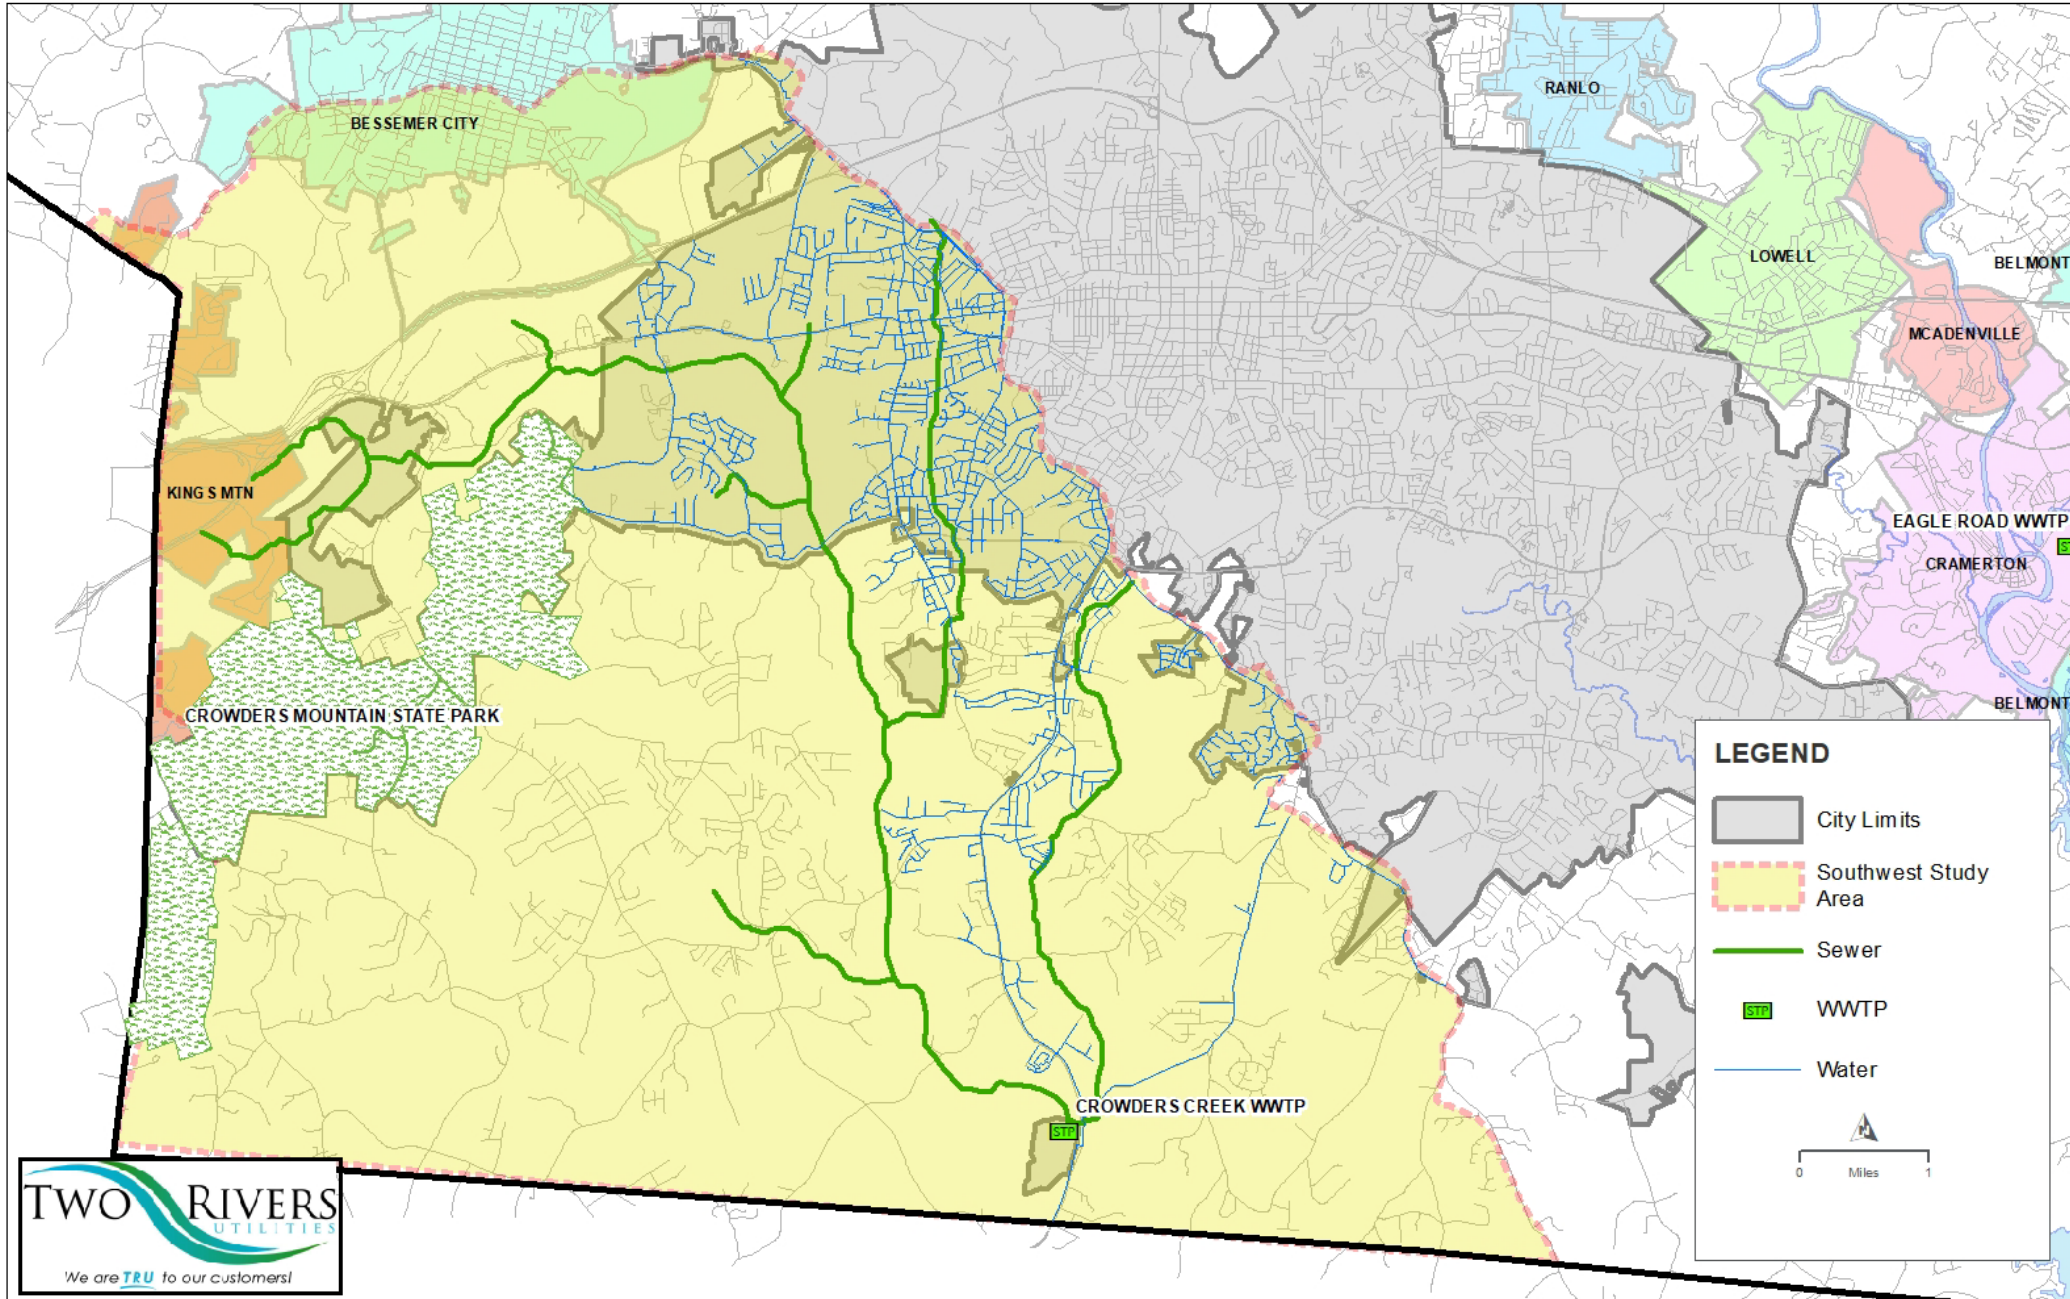 RANLO
BESSEMER CITY
LOWELL
BELMONT
MCADENVILLE
KINGS MTN
EAGLE ROAD WWTP
ST
CRAMERTON
BELMONT
CROWDERS MOUNTAIN STATE PARK
LEGEND
City Limits
Southwest Study
Area
Sewer
STP
WWTP
Water
N
0 Miles 1
CROWDERS CREEK WWTP
STP
TWO RIVERS
UTILITIES
We are TRU to our customers!